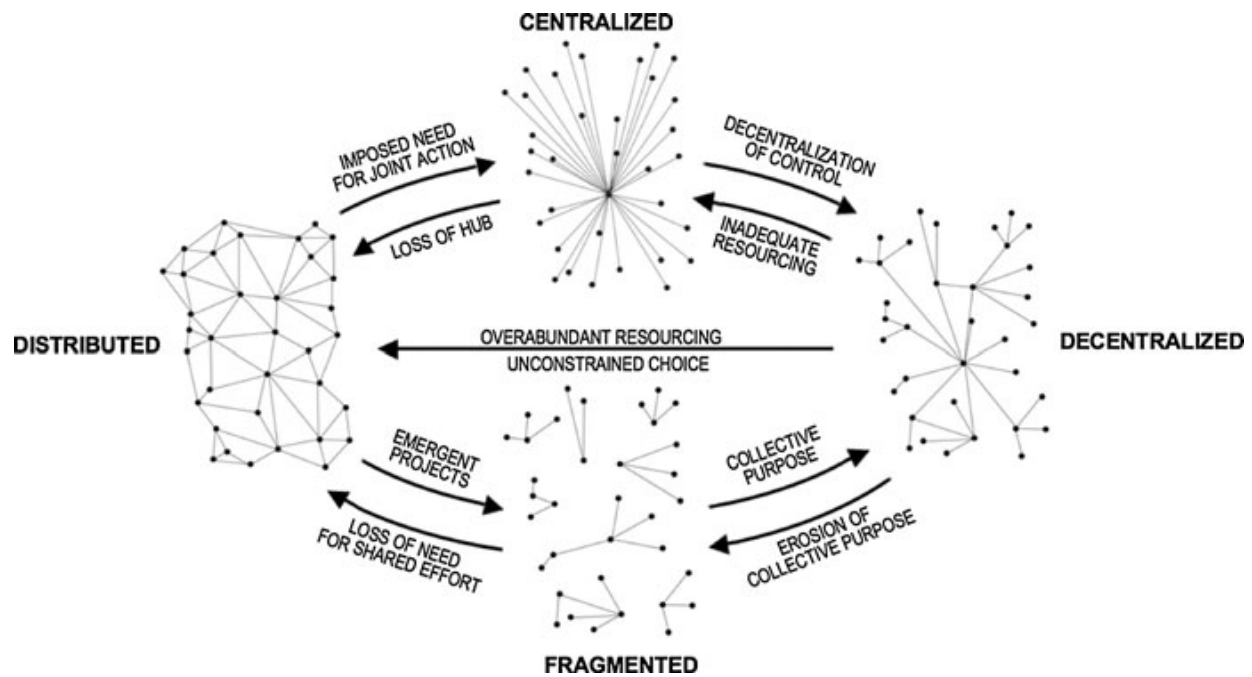 CENTRALIZED
IMPOSED NEED
FOR JOINT ACTION
DECENTRALIZATION
OF CONTROL
LOSS OF HUB
INADEQUATE
RESOURCING
DISTRIBUTED
OVERABUNDANT RESOURCING
UNCONSTRAINED CHOICE
DECENTRALIZED
EMERGENT
PROJECTS
COLLECTIVE
PURPOSE
LOSS OF NEED
FOR SHARED EFFORT
EROSION OF
COLLECTIVE PURPOSE
FRAGMENTED